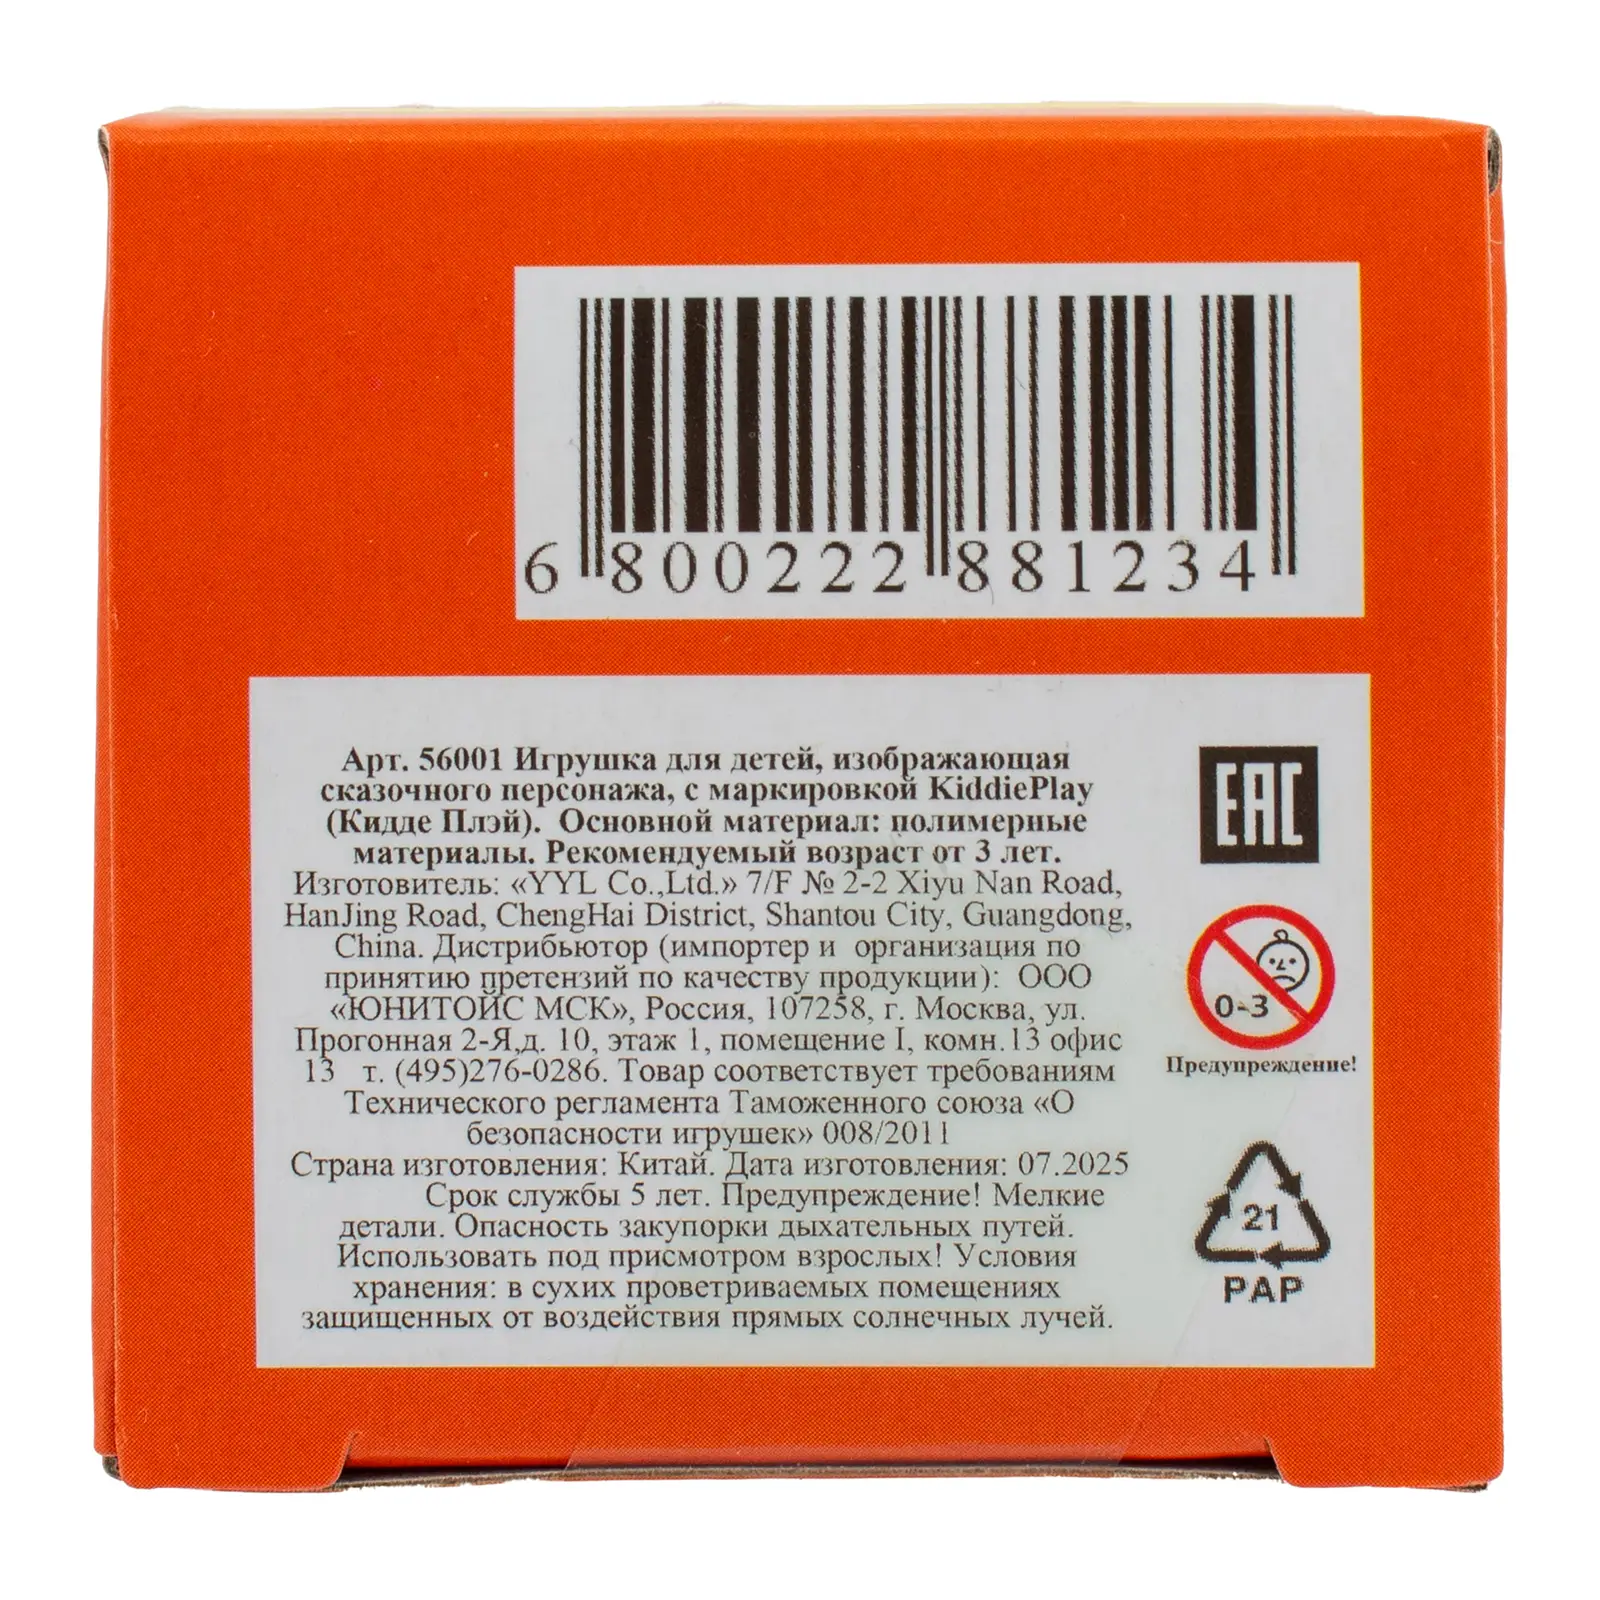 6 800222 881234
Арт. 56001 Игрушка для детей, изображающая
сказочного персонажа, с маркировкой KiddiePlay
(Кидде Плэй). Основной материал: полимерные
материалы. Рекомендуемый возраст от 3 лет.
Изготовитель: «YYL Co.,Ltd.» 7/F № 2-2 Xiyu Nan Road,
HanJing Road, ChengHai District, Shantou City, Guangdong,
China. Дистрибьютор (импортер и организация по
принятию претензий по качеству продукции): ООО
«ЮНИТОЙС МСК», Россия, 107258, г. Москва, ул.
Прогонная 2-Я,д. 10, этаж 1, помещение I, комн.13 офис
13 т. (495)276-0286. Товар соответствует требованиям
Технического регламента Таможенного союза «О
безопасности игрушек» 008/2011
Страна изготовления: Китай. Дата изготовления: 07.2025
Срок службы 5 лет. Предупреждение! Мелкие
детали. Опасность закупорки дыхательных путей.
Использовать под присмотром взрослых! Условия
хранения: в сухих проветриваемых помещениях
защищенных от воздействия прямых солнечных лучей.
EAC
0-3
Предупреждение!
21
PAP